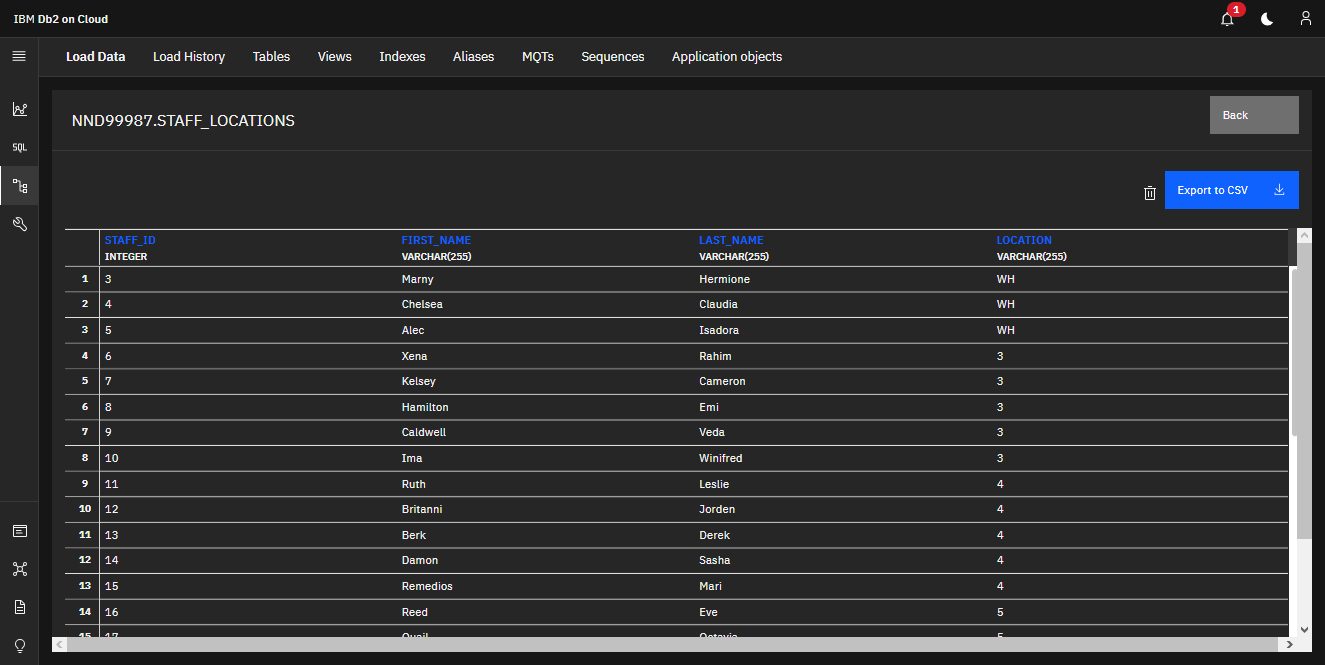 IBM Db2 on Cloud
1
Load Data Load History Tables Views Indexes Aliases MQTs Sequences Application objects
SQL
NND99987.STAFF_LOCATIONS
Back
Export to CSV
STAFF_ID FIRST_NAME LAST_NAME LOCATION
INTEGER VARCHAR(255) VARCHAR(255) VARCHAR(255)
1 3 Marny Hermione WH
2 4 Chelsea Claudia WH
3 5 Alec Isadora WH
4 6 Xena Rahim 3
5 7 Kelsey Cameron 3
6 8 Hamilton Emi 3
7 9 Caldwell Veda 3
8 10 Ima Winifred 3
9 11 Ruth Leslie 4
10 12 Britanni Jorden 4
11 13 Berk Derek 4
12 14 Damon Sasha 4
13 15 Remedios Mari 4
14 16 Reed Eve 5
15 17 Quail Octavia 5